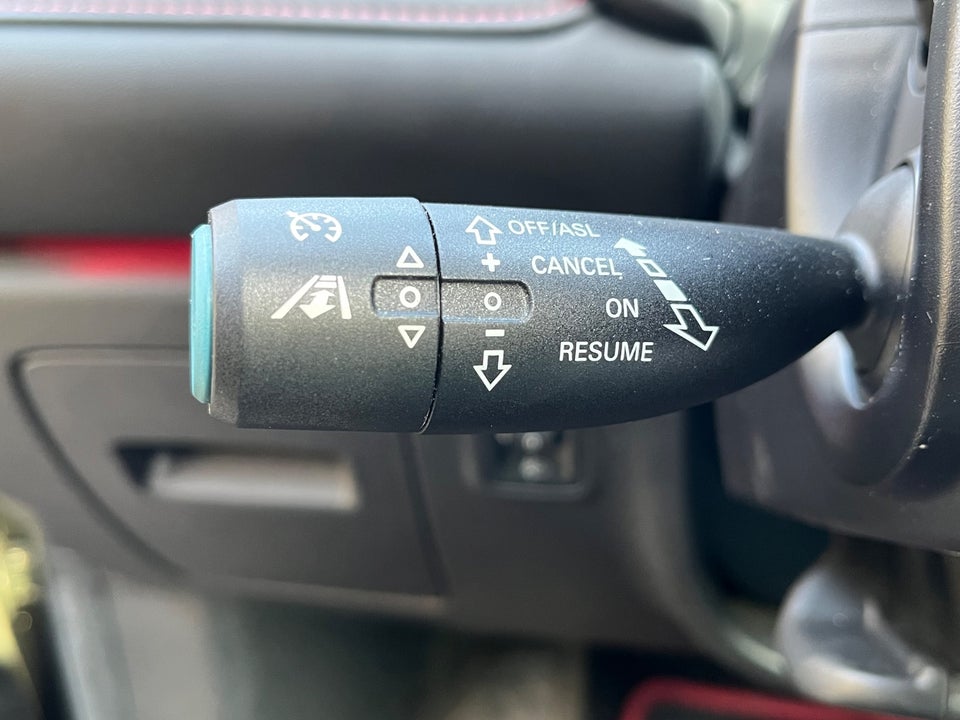 OFF/ASL
+
CANCEL
ON
−
RESUME